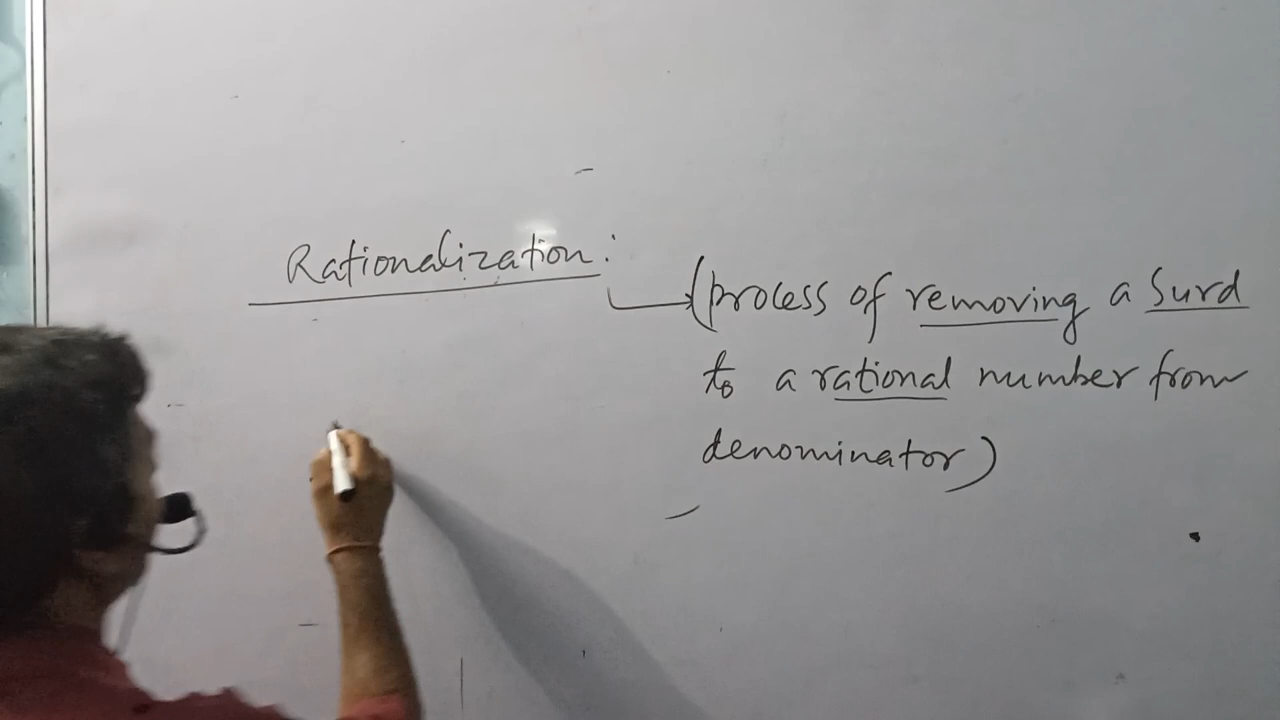 Rationalization:
(process of removing a Surd
to a rational number from
denominator)